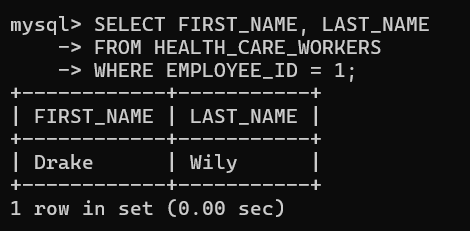 mysql> SELECT FIRST_NAME, LAST_NAME
    -> FROM HEALTH_CARE_WORKERS
    -> WHERE EMPLOYEE_ID = 1;
+------------+-----------+
| FIRST_NAME | LAST_NAME |
+------------+-----------+
| Drake      | Wily      |
+------------+-----------+
1 row in set (0.00 sec)